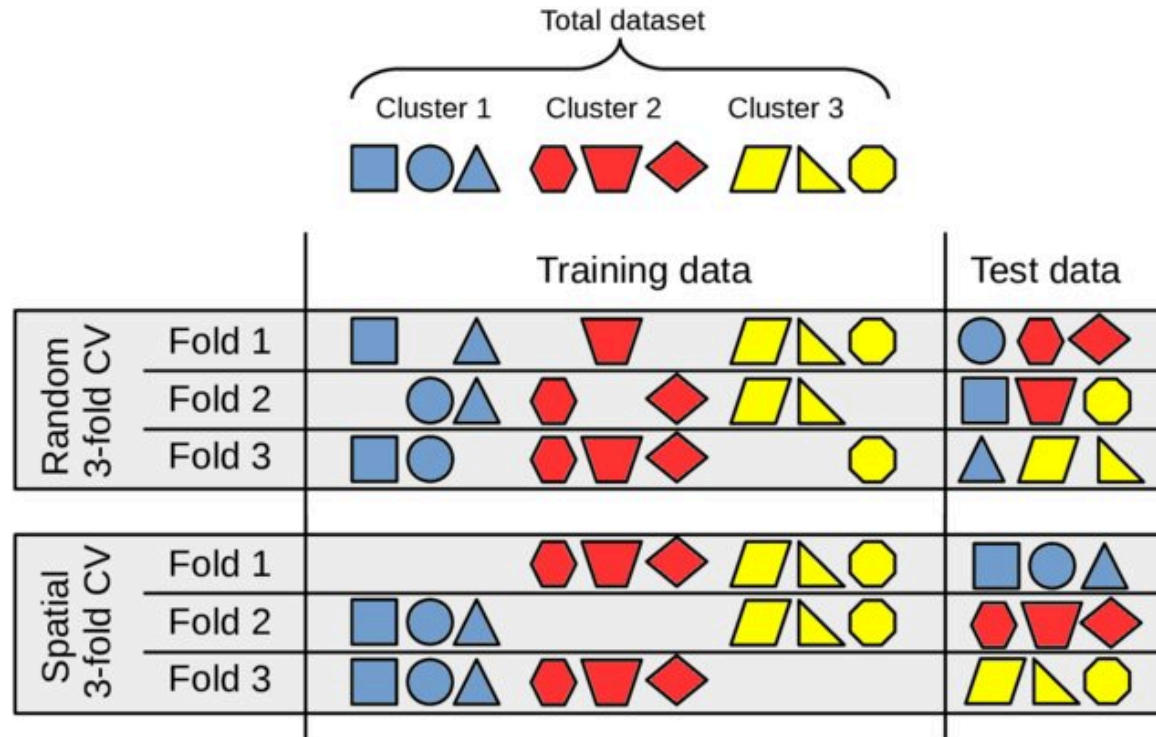 Total dataset
Cluster 1 Cluster 2 Cluster 3
Training data Test data
Random
3-fold CV
Fold 1
Fold 2
Fold 3
Spatial
3-fold CV
Fold 1
Fold 2
Fold 3